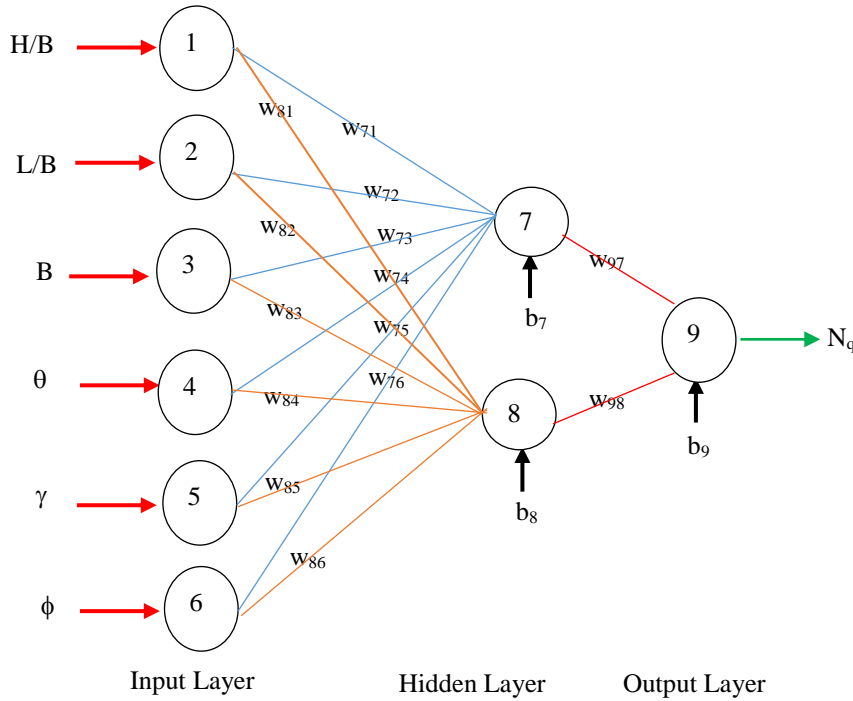 H/B
1
w₈₁
w₇₁
L/B
2
w₇₂
w₈₂
7
w₇₃
B
3
w₇₄
w₉₇
w₈₃
b₇
w₇₅
9
N_q
w₇₆
θ
4
w₈₄
w₉₈
8
b₉
γ
5
w₈₅
b₈
w₈₆
ϕ
6
Input Layer
Hidden Layer
Output Layer